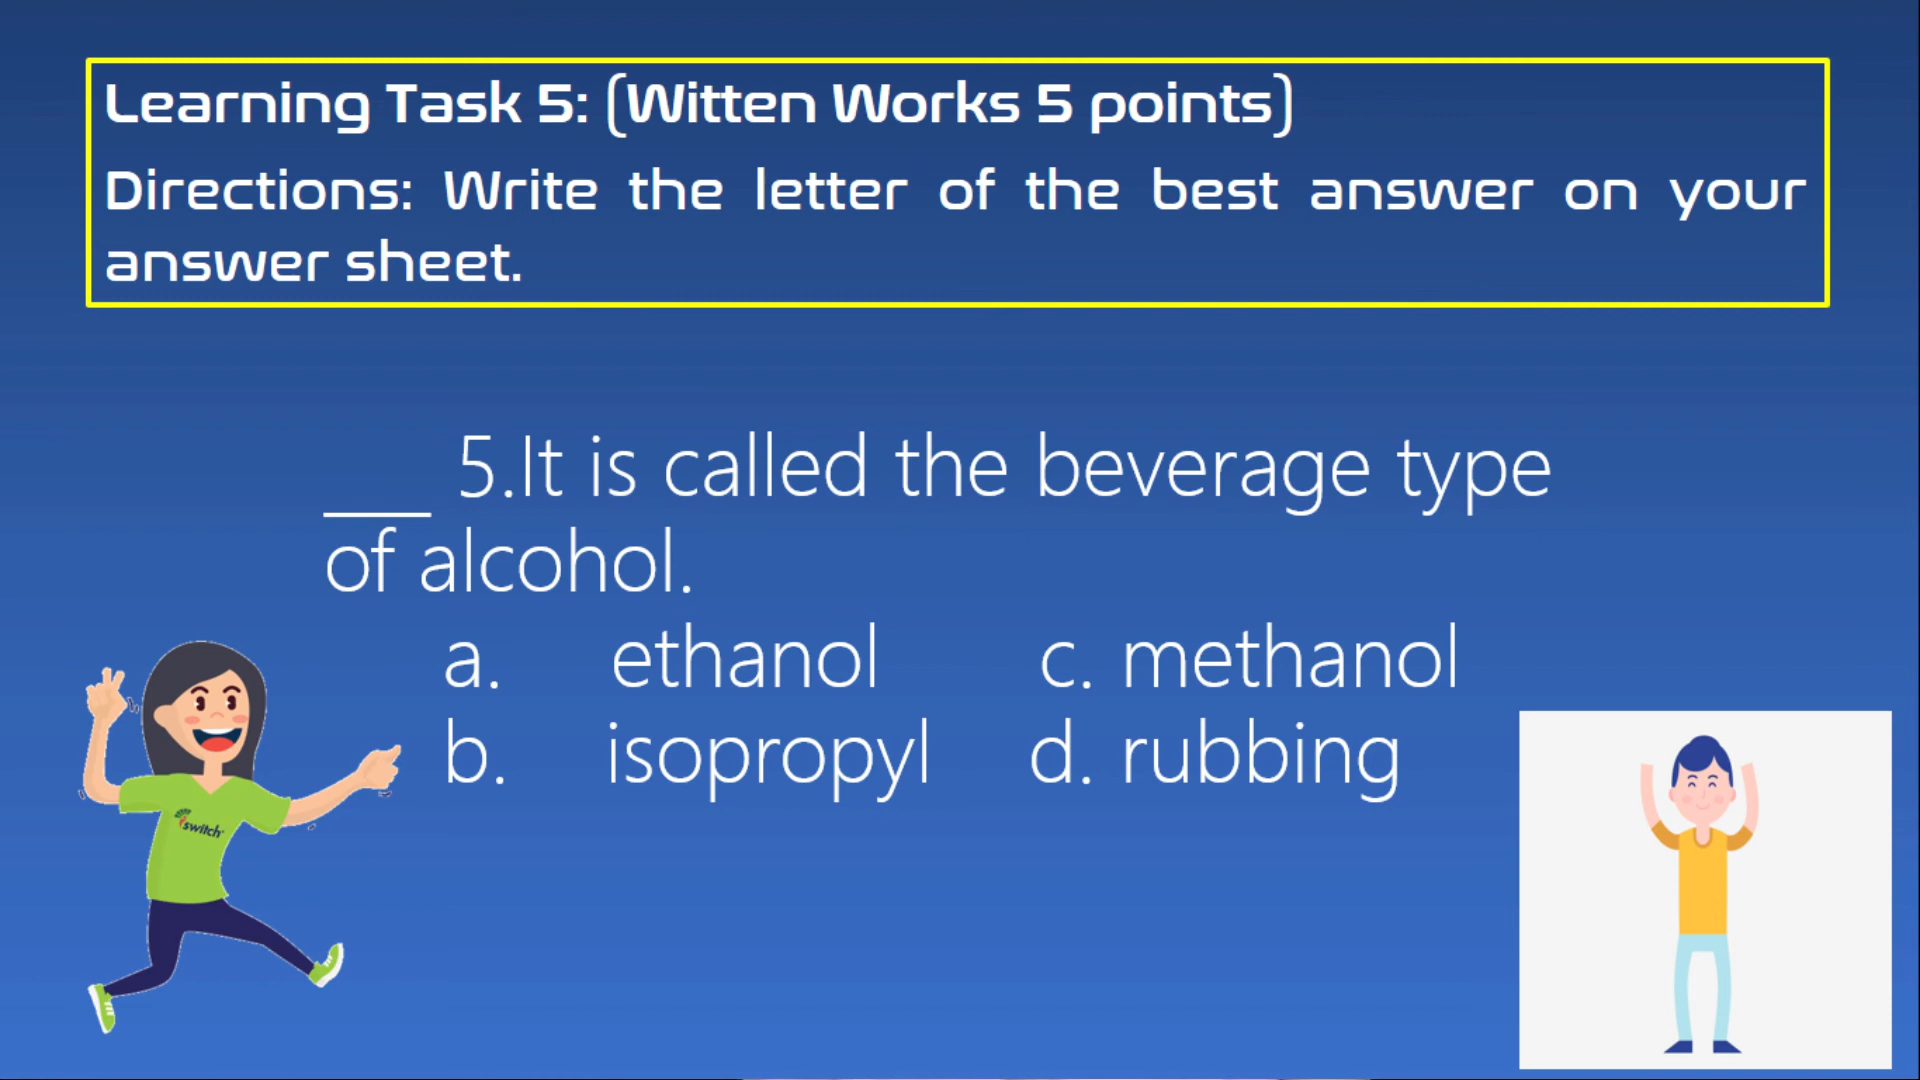 Learning Task 5: (Witten Works 5 points)
Directions: Write the letter of the best answer on your
answer sheet.
___ 5.It is called the beverage type
of alcohol.
a. ethanol c. methanol
b. isopropyl d. rubbing
iswitch